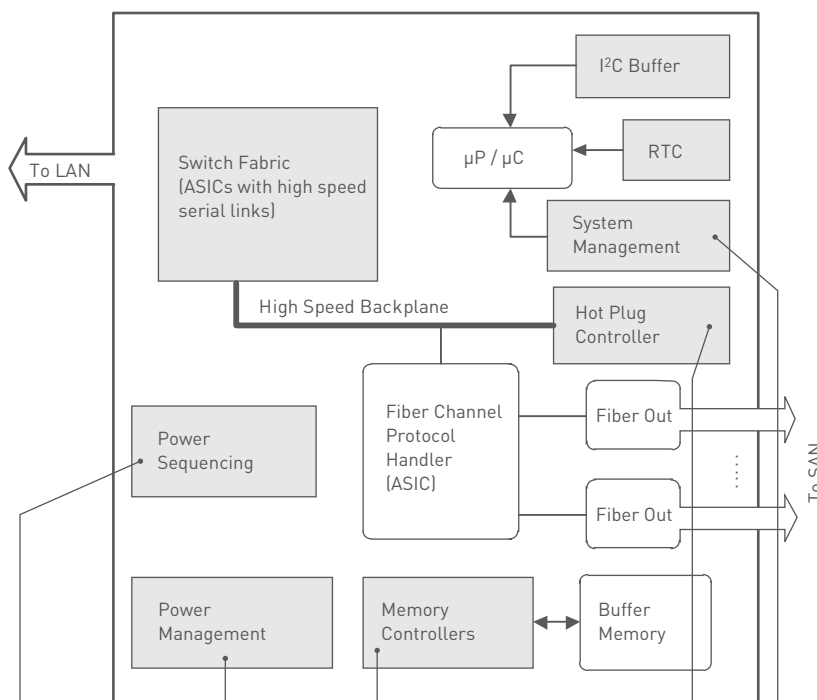 I²C Buffer
µP / µC
RTC
To LAN
Switch Fabric
(ASICs with high speed
serial links)
System
Management
High Speed Backplane
Hot Plug
Controller
Fiber Channel
Protocol
Handler
(ASIC)
Fiber Out
Power
Sequencing
To SAN
Fiber Out
Power
Management
Memory
Controllers
Buffer
Memory